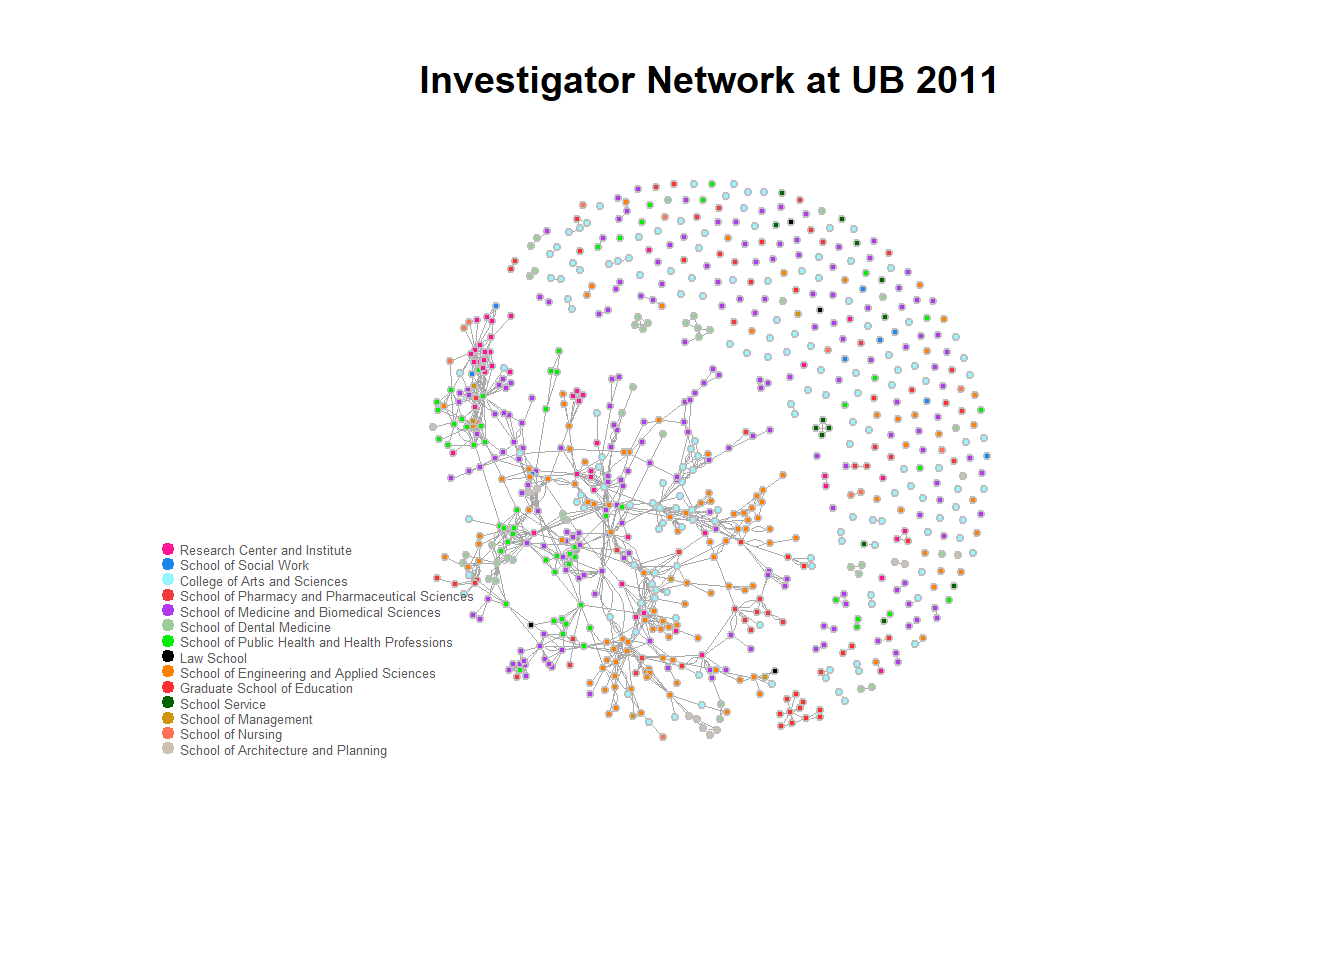 Investigator Network at UB 2011
Research Center and Institute
School of Social Work
College of Arts and Sciences
School of Pharmacy and Pharmaceutical Sciences
School of Medicine and Biomedical Sciences
School of Dental Medicine
School of Public Health and Health Professions
Law School
School of Engineering and Applied Sciences
Graduate School of Education
School Service
School of Management
School of Nursing
School of Architecture and Planning